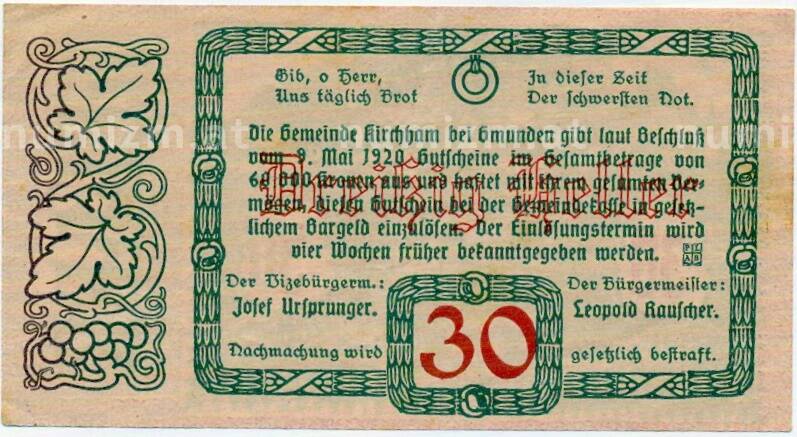 Gib, o Herr,
Uns täglich Brot
In dieser Zeit
Der schwersten Not.
Die Gemeinde Kirchham bei Gmunden gibt laut Beschluß
vom 9. Mai 1920 Gutscheine im Gesamtbetrage von
60.000 Kronen aus und haftet mit ihrem gesamten Ver-
mögen, diesen Gutschein bei der Gemeindekasse in gesetz-
lichem Bargeld einzulösen. Der Einlösungstermin wird
vier Wochen früher bekanntgegeben werden.
Dreißig Heller
Der Vizebürgerm.:
Josef Ursprunger.
Der Bürgermeister:
Leopold Rauscher.
30
Nachmachung wird
gesetzlich bestraft.